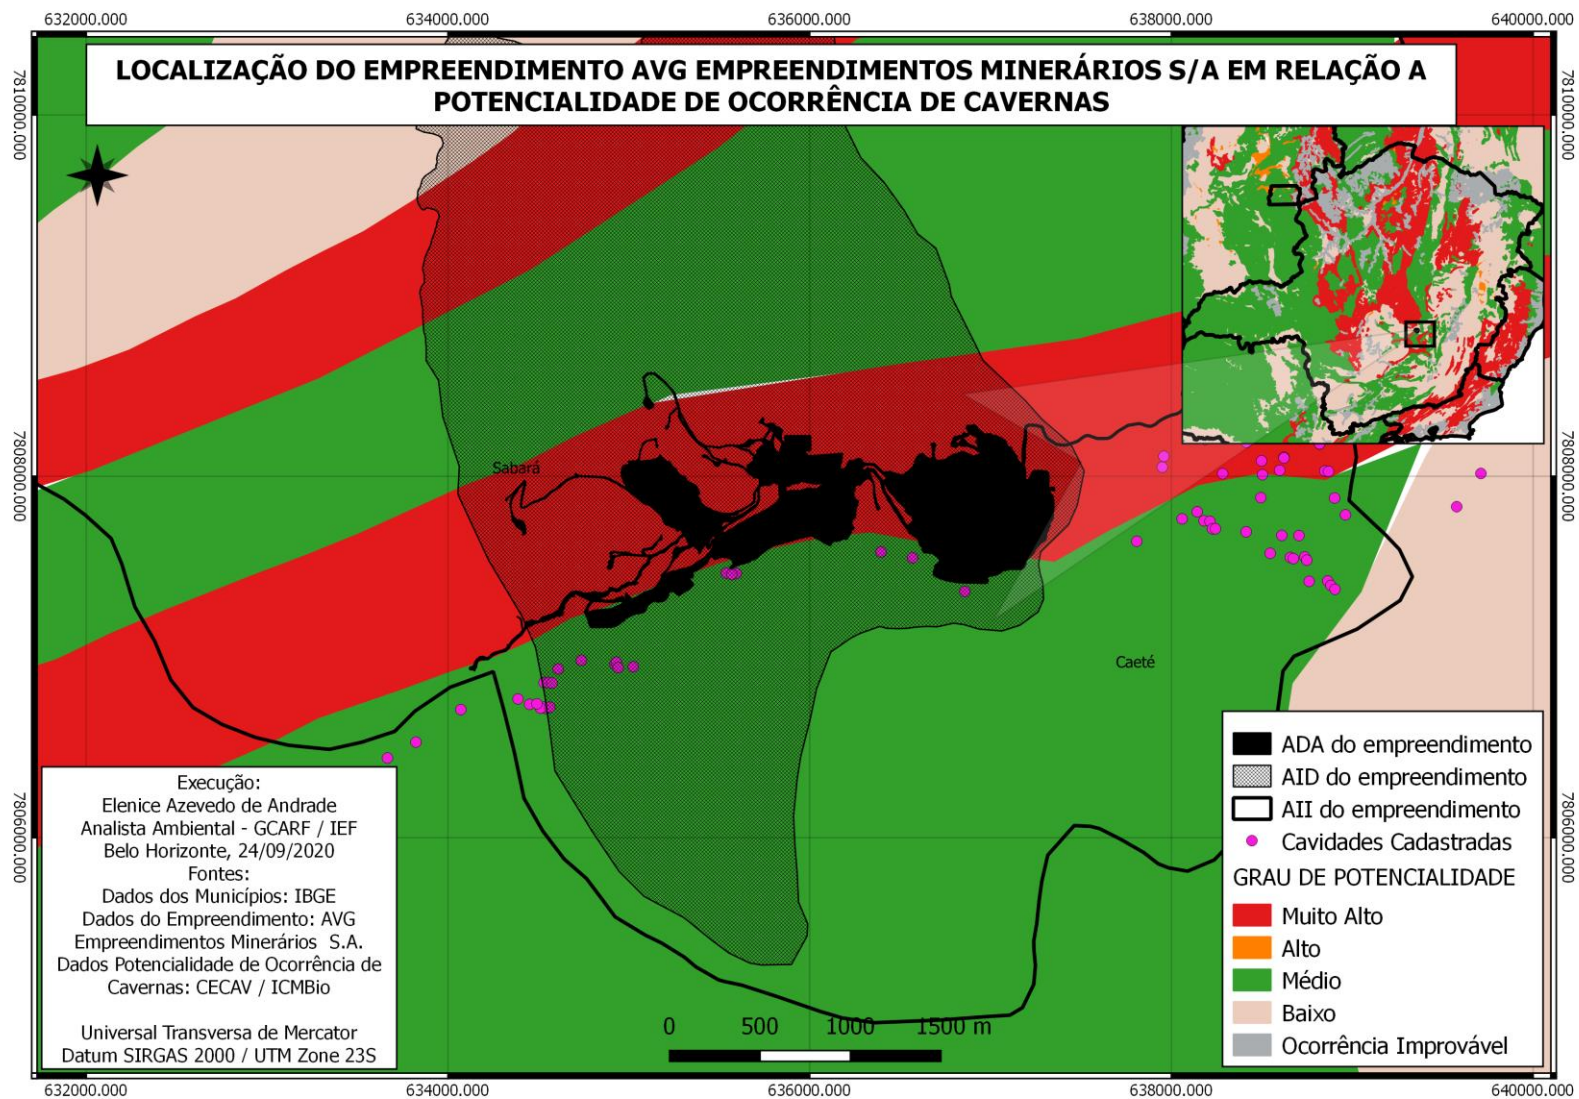 632000.000
634000.000
636000.000
638000.000
640000.000
LOCALIZAÇÃO DO EMPREENDIMENTO AVG EMPREENDIMENTOS MINERÁRIOS S/A EM RELAÇÃO A
POTENCIALIDADE DE OCORRÊNCIA DE CAVERNAS
7810000.000
7810000.000
Sabará
7808000.000
7808000.000
Caeté
7806000.000
7806000.000
Execução:
Elenice Azevedo de Andrade
Analista Ambiental - GCARF / IEF
Belo Horizonte, 24/09/2020
Fontes:
Dados dos Municípios: IBGE
Dados do Empreendimento: AVG
Empreendimentos Minerários S.A.
Dados Potencialidade de Ocorrência de
Cavernas: CECAV / ICMBio
Universal Transversa de Mercator
Datum SIRGAS 2000 / UTM Zone 23S
0 500 1000 1500 m
ADA do empreendimento
AID do empreendimento
AII do empreendimento
Cavidades Cadastradas
GRAU DE POTENCIALIDADE
Muito Alto
Alto
Médio
Baixo
Ocorrência Improvável
632000.000
634000.000
636000.000
638000.000
640000.000